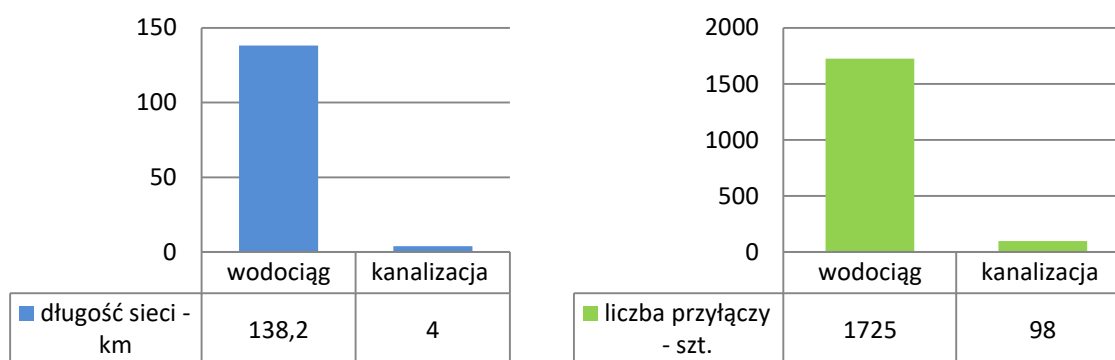 150
100
50
0
wodociąg kanalizacja
długość sieci - km 138,2 4
2000
1500
1000
500
0
wodociąg kanalizacja
liczba przyłączy - szt. 1725 98